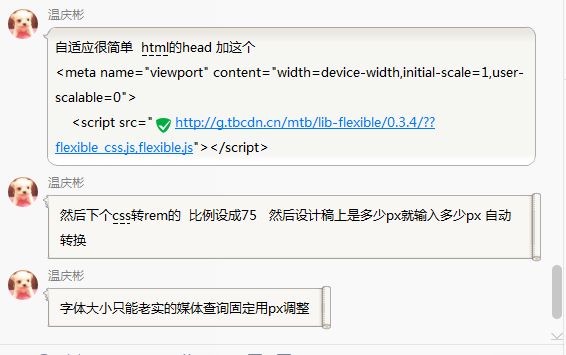 温庆彬
自适应很简单 html的head 加这个
<meta name="viewport" content="width=device-width,initial-scale=1,user-
scalable=0">
<script src="http://g.tbcdn.cn/mtb/lib-flexible/0.3.4/??
flexible_css.js,flexible.js"></script>
温庆彬
然后下个css转rem的 比例设成75 然后设计稿上是多少px就输入多少px 自动
转换
温庆彬
字体大小只能老实的媒体查询固定用px调整